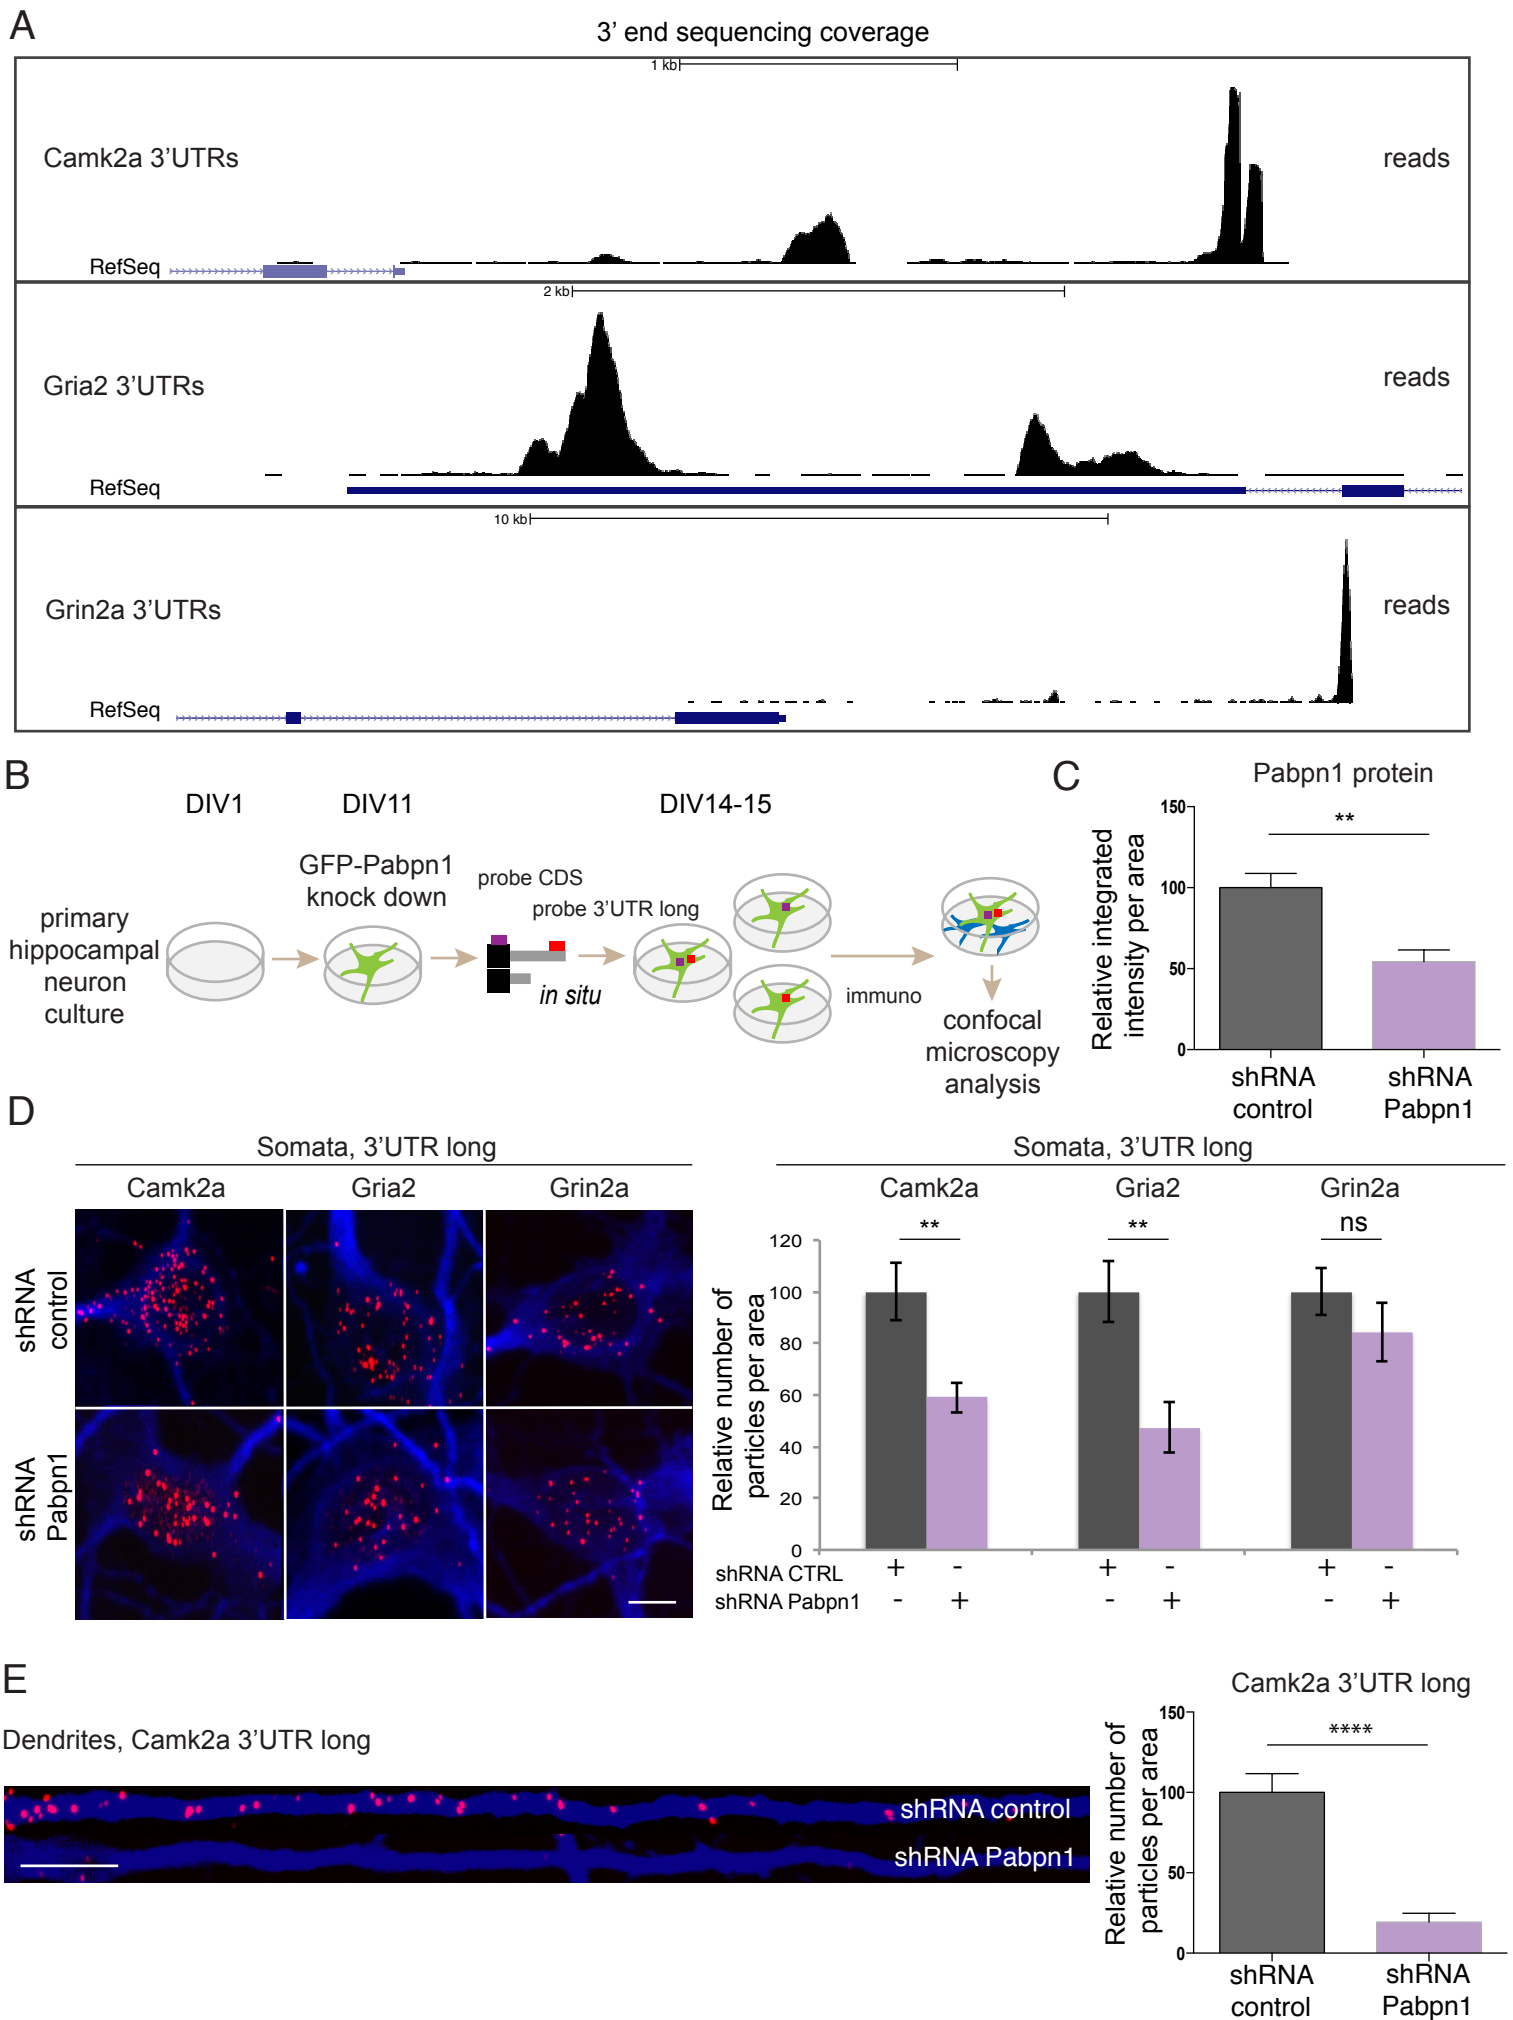 A
3' end sequencing coverage
1 kb
Camk2a 3'UTRs
reads
RefSeq
2 kb
Gria2 3'UTRs
reads
RefSeq
10 kb
Grin2a 3'UTRs
reads
RefSeq
B
DIV1
DIV11
DIV14-15
primary
hippocampal
neuron
culture
GFP-Pabpn1
knock down
probe CDS
probe 3'UTR long
in situ
immuno
confocal
microscopy
analysis
C
Pabpn1 protein
Relative integrated
intensity per area
150
100
50
0
**
shRNA
control
shRNA
Pabpn1
D
Somata, 3'UTR long
Camk2a
Gria2
Grin2a
shRNA
control
shRNA
Pabpn1
Somata, 3'UTR long
Camk2a
Gria2
Grin2a
**
**
ns
Relative number of
particles per area
120
100
80
60
40
20
0
shRNA CTRL + - + - + -
shRNA Pabpn1 - + - + - +
E
Dendrites, Camk2a 3'UTR long
shRNA control
shRNA Pabpn1
Camk2a 3'UTR long
Relative number of
particles per area
150
100
50
0
****
shRNA
control
shRNA
Pabpn1